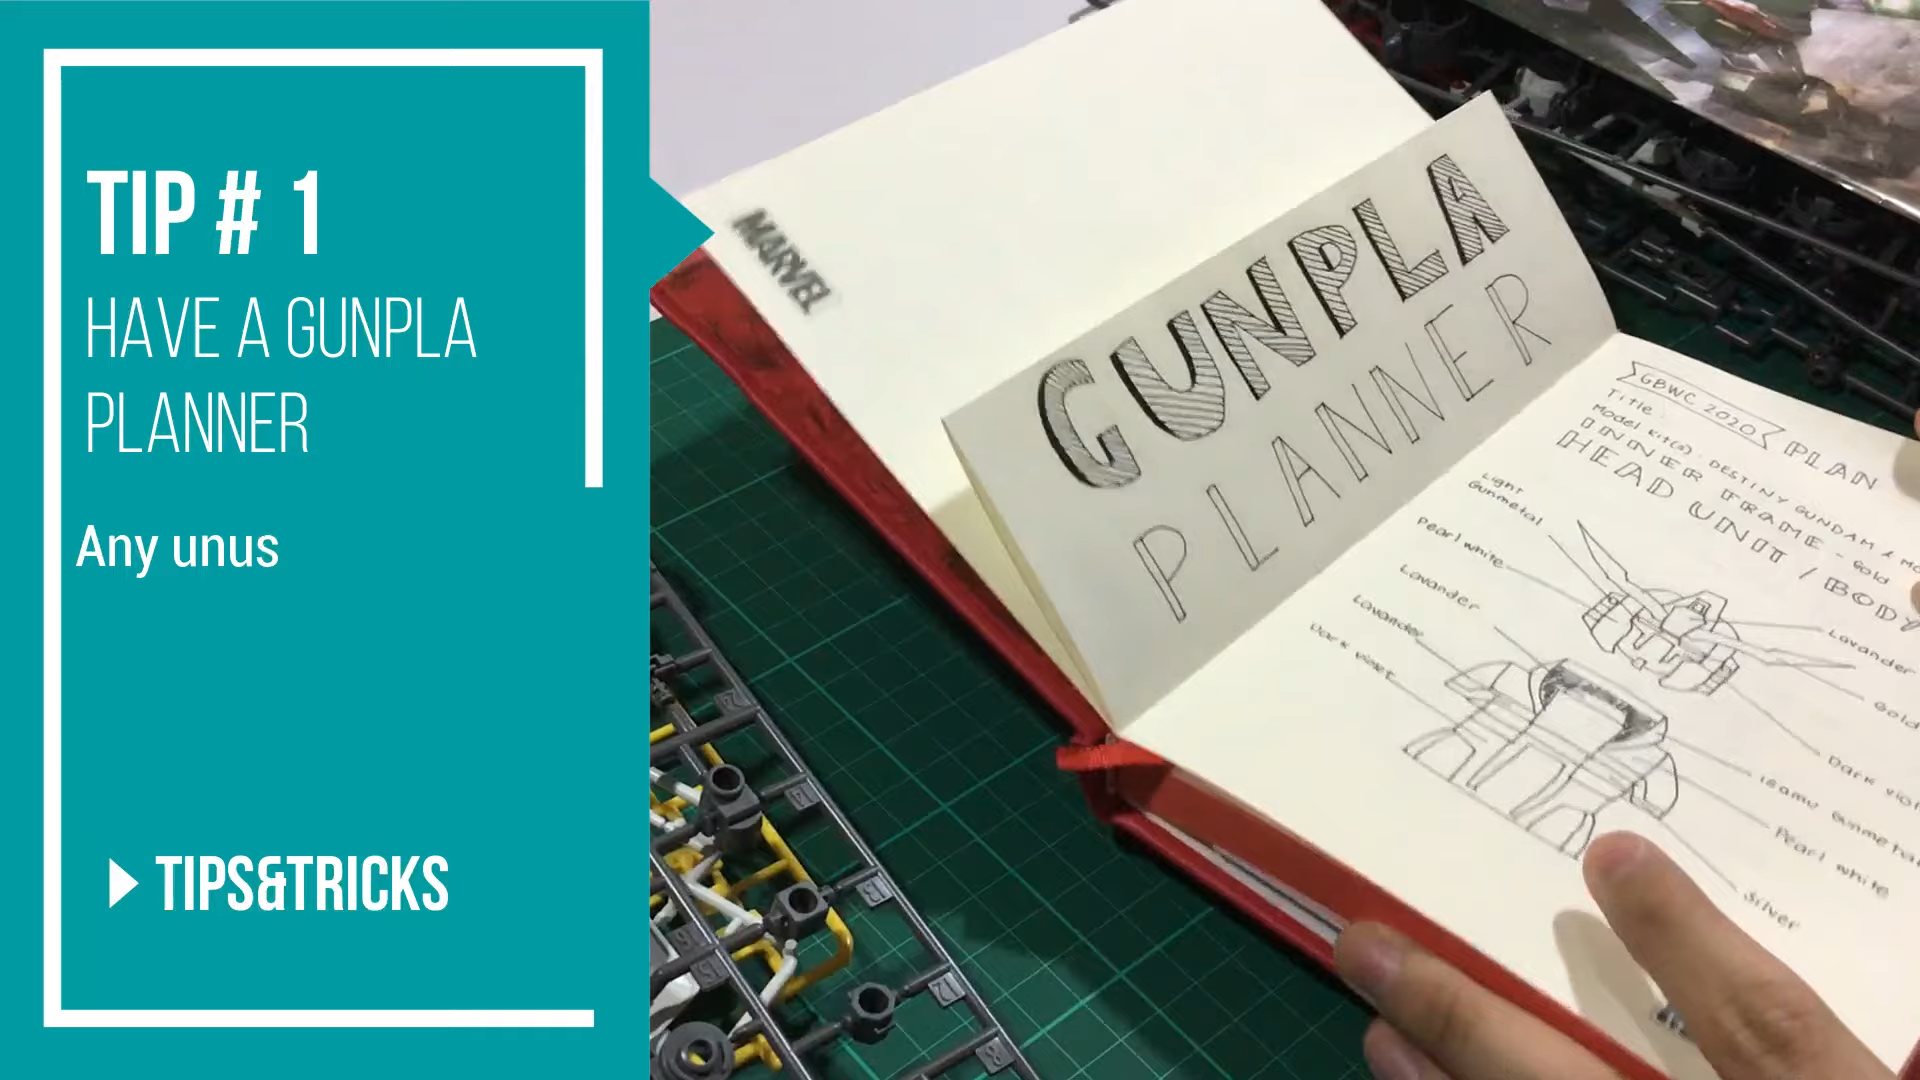 TIP # 1
HAVE A GUNPLA
PLANNER
Any unus
TIPS&TRICKS
MARVEL
GUNPLA
PLANNER
GBWC 2020 PLAN
Title
Model Kit(s): DESTINY GUNDAM &
INNER FRAME - Gold
HEAD UNIT / BODY
Light
Gunmetal
Pearl white
Lavander
Lavander
Dark violet
Lavander
Gold
Dark
Gunmetal
Pearl white
Silver